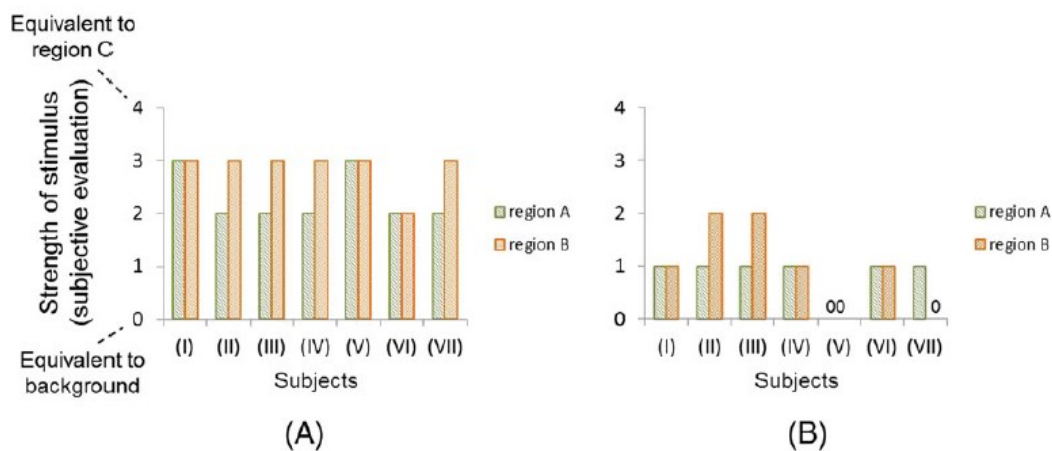 Equivalent to
region C
Strength of stimulus
(subjective evaluation)
Equivalent to
background
4
3
2
1
0
(I) (II) (III) (IV) (V) (VI) (VII)
Subjects
region A
region B
(A)
4
3
2
1
0
00
0
(I) (II) (III) (IV) (V) (VI) (VII)
Subjects
region A
region B
(B)